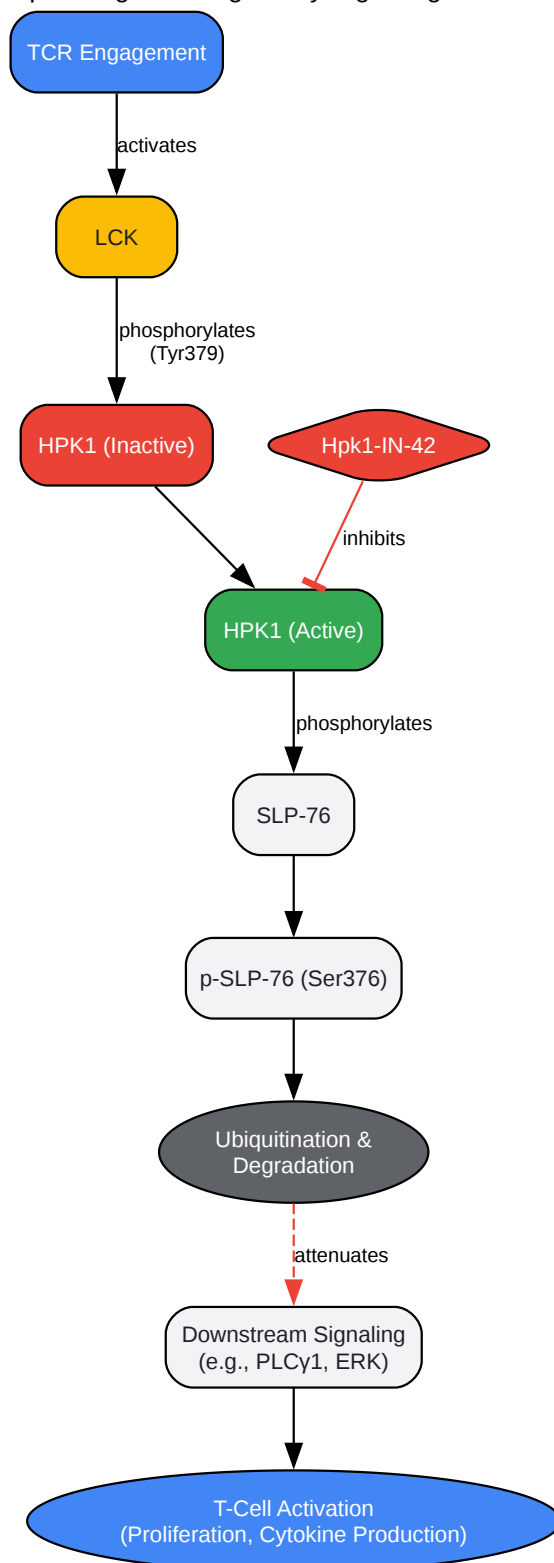 TCR Engagement
activates
LCK
phosphorylates
(Tyr379)
HPK1 (Inactive)
Hpk1-IN-42
inhibits
HPK1 (Active)
phosphorylates
SLP-76
p-SLP-76 (Ser376)
Ubiquitination &
Degradation
attenuates
Downstream Signaling
(e.g., PLCγ1, ERK)
T-Cell Activation
(Proliferation, Cytokine Production)